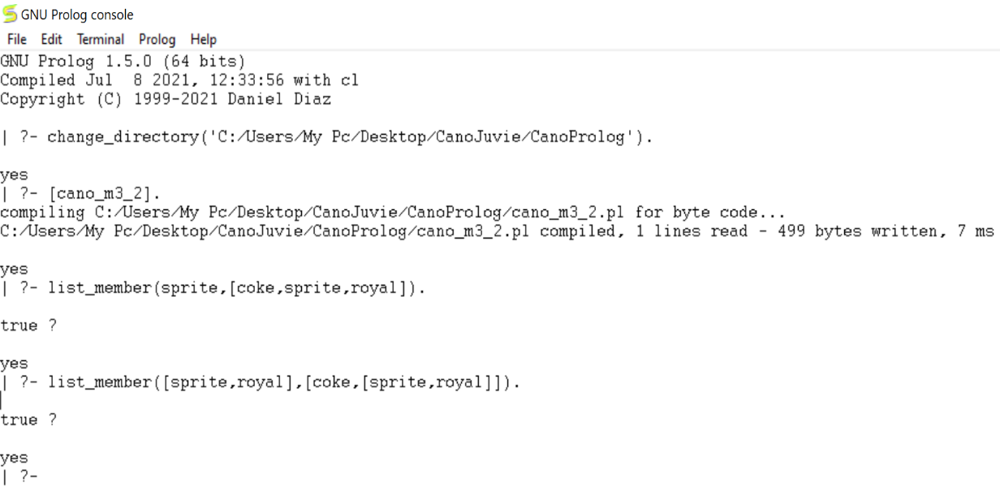 GNU Prolog console
File Edit Terminal Prolog Help
GNU Prolog 1.5.0 (64 bits)
Compiled Jul  8 2021, 12:33:56 with cl
Copyright (C) 1999-2021 Daniel Diaz
| ?- change_directory('C:/Users/My Pc/Desktop/CanoJuvie/CanoProlog').
yes
| ?- [cano_m3_2].
compiling C:/Users/My Pc/Desktop/CanoJuvie/CanoProlog/cano_m3_2.pl for byte code...
C:/Users/My Pc/Desktop/CanoJuvie/CanoProlog/cano_m3_2.pl compiled, 1 lines read - 499 bytes written, 7 ms
yes
| ?- list_member(sprite,[coke,sprite,royal]).
true ?
yes
| ?- list_member([sprite,royal],[coke,[sprite,royal]]).
true ?
yes
| ?-